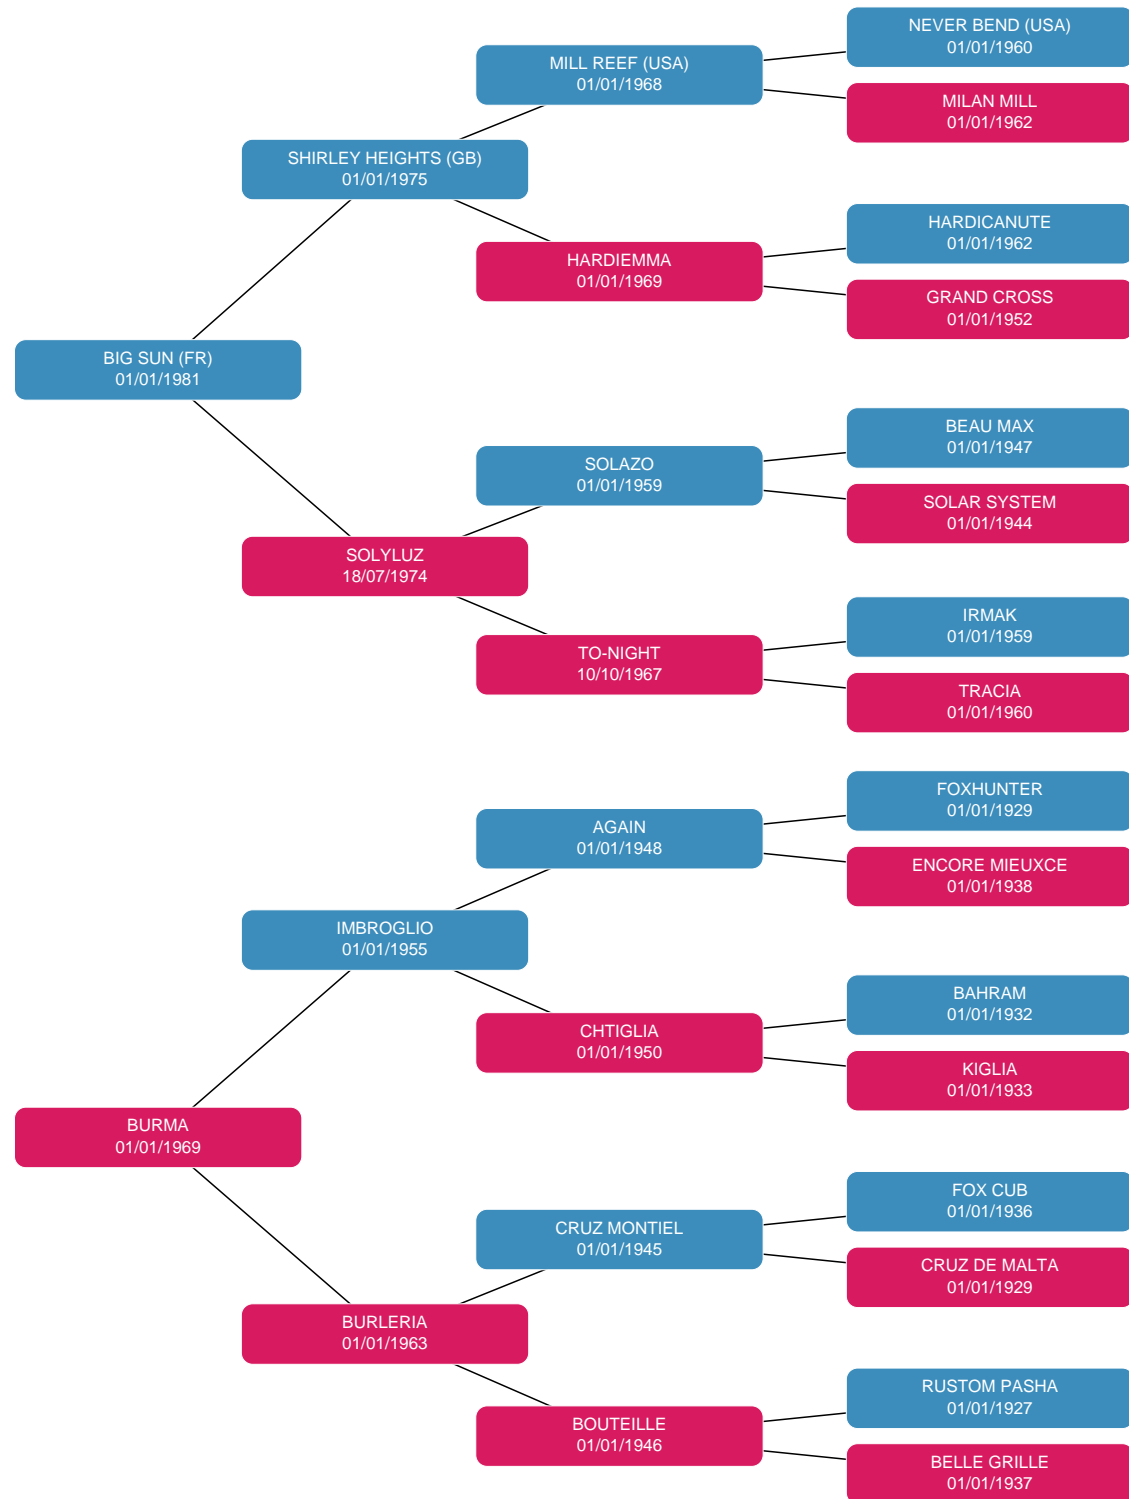 NEVER BEND (USA)
01/01/1960
MILL REEF (USA)
01/01/1968
MILAN MILL
01/01/1962
SHIRLEY HEIGHTS (GB)
01/01/1975
HARDICANUTE
01/01/1962
HARDIEMMA
01/01/1969
GRAND CROSS
01/01/1952
BIG SUN (FR)
01/01/1981
BEAU MAX
01/01/1947
SOLAZO
01/01/1959
SOLAR SYSTEM
01/01/1944
SOLYLUZ
18/07/1974
IRMAK
01/01/1959
TO-NIGHT
10/10/1967
TRACIA
01/01/1960
FOXHUNTER
01/01/1929
AGAIN
01/01/1948
ENCORE MIEUXCE
01/01/1938
IMBROGLIO
01/01/1955
BAHRAM
01/01/1932
CHTIGLIA
01/01/1950
KIGLIA
01/01/1933
BURMA
01/01/1969
FOX CUB
01/01/1936
CRUZ MONTIEL
01/01/1945
CRUZ DE MALTA
01/01/1929
BURLERIA
01/01/1963
RUSTOM PASHA
01/01/1927
BOUTEILLE
01/01/1946
BELLE GRILLE
01/01/1937